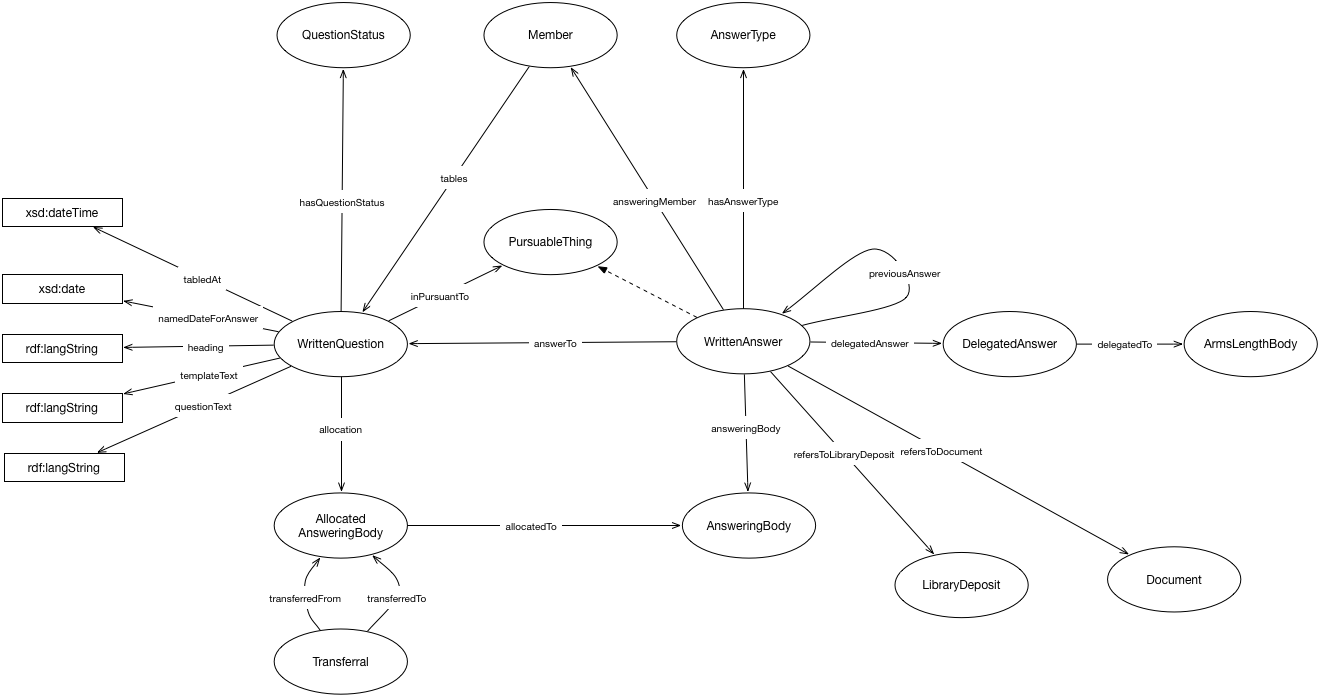 QuestionStatus
Member
AnswerType
tables
hasQuestionStatus
answeringMember
hasAnswerType
xsd:dateTime
PursuableThing
previousAnswer
tabledAt
xsd:date
inPursuantTo
namedDateForAnswer
rdf:langString
heading
WrittenQuestion
answerTo
WrittenAnswer
delegatedAnswer
DelegatedAnswer
delegatedTo
ArmsLengthBody
templateText
rdf:langString
questionText
allocation
answeringBody
refersToLibraryDeposit
refersToDocument
rdf:langString
Allocated
AnsweringBody
allocatedTo
AnsweringBody
LibraryDeposit
Document
transferredFrom
transferredTo
Transferral